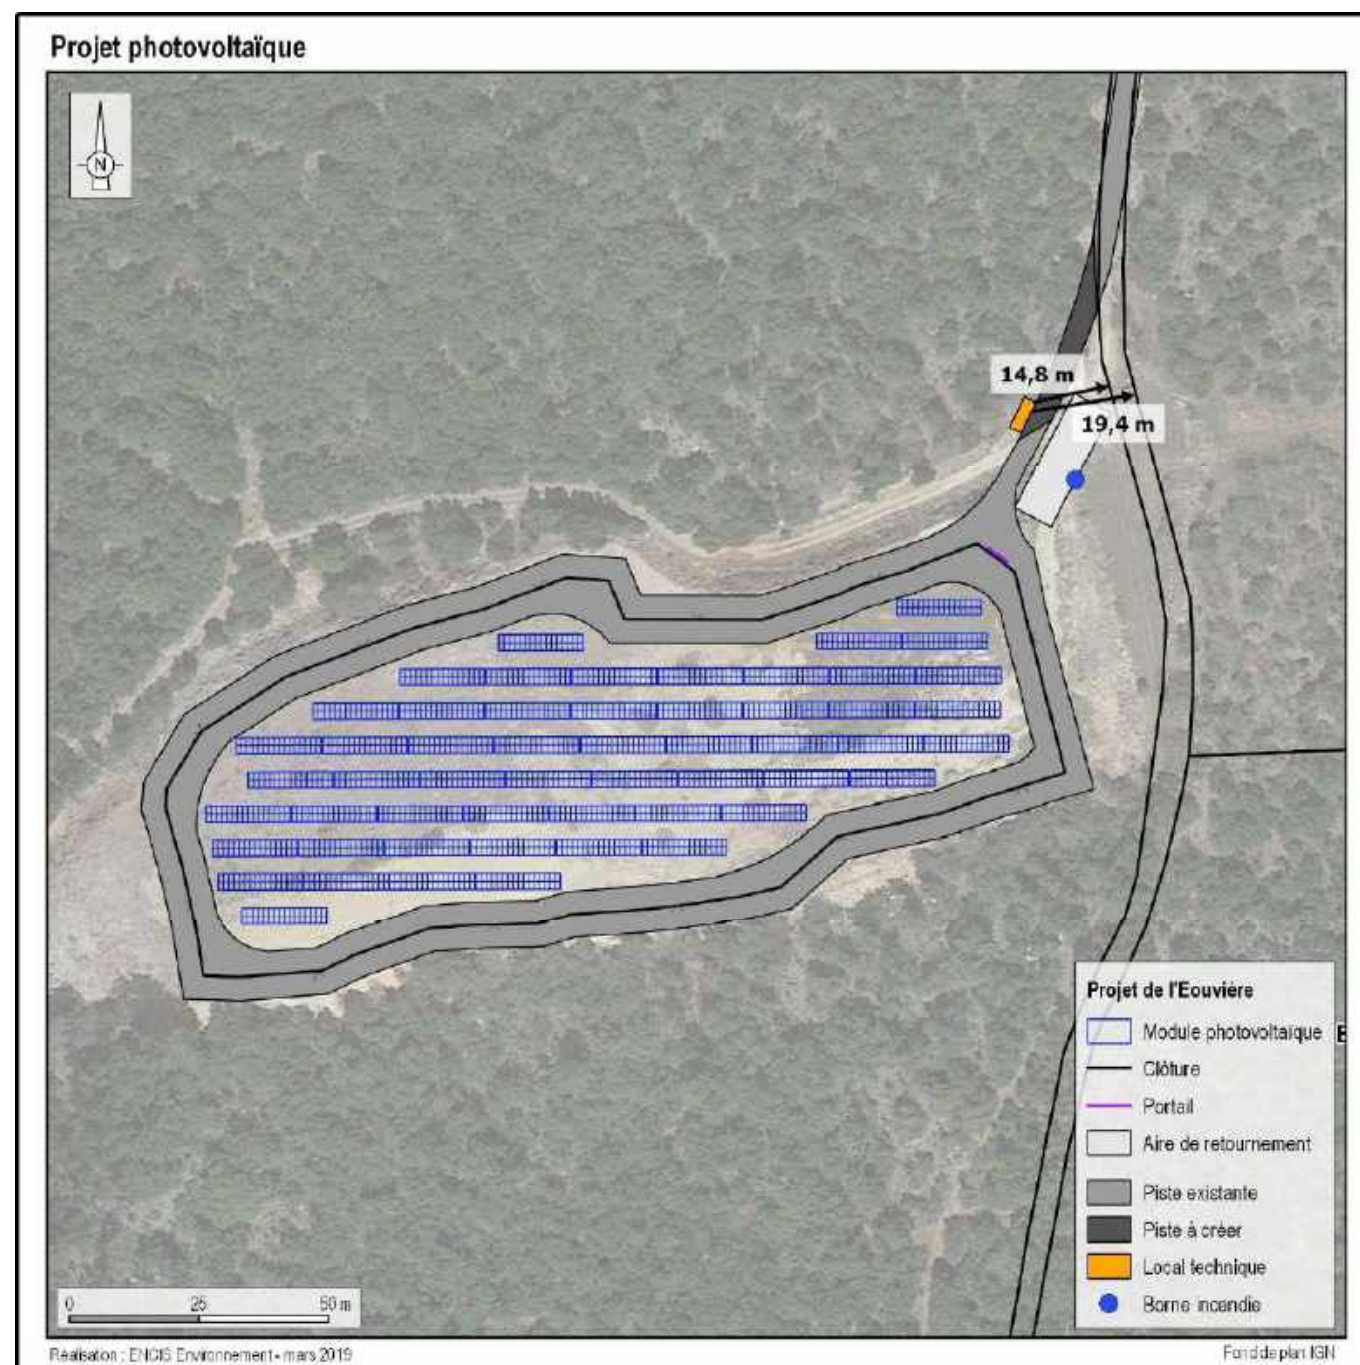 Projet photovoltaïque
N
14,8 m
19,4 m
Projet de l'Eouvière
Module photovoltaïque
Clôture
Portail
Aire de retournement
Piste existante
Piste à créer
Local technique
Borne incendie
0 25 50 m
Réalisation : ENCIS Environnement - mars 2019
Fond de plan IGN